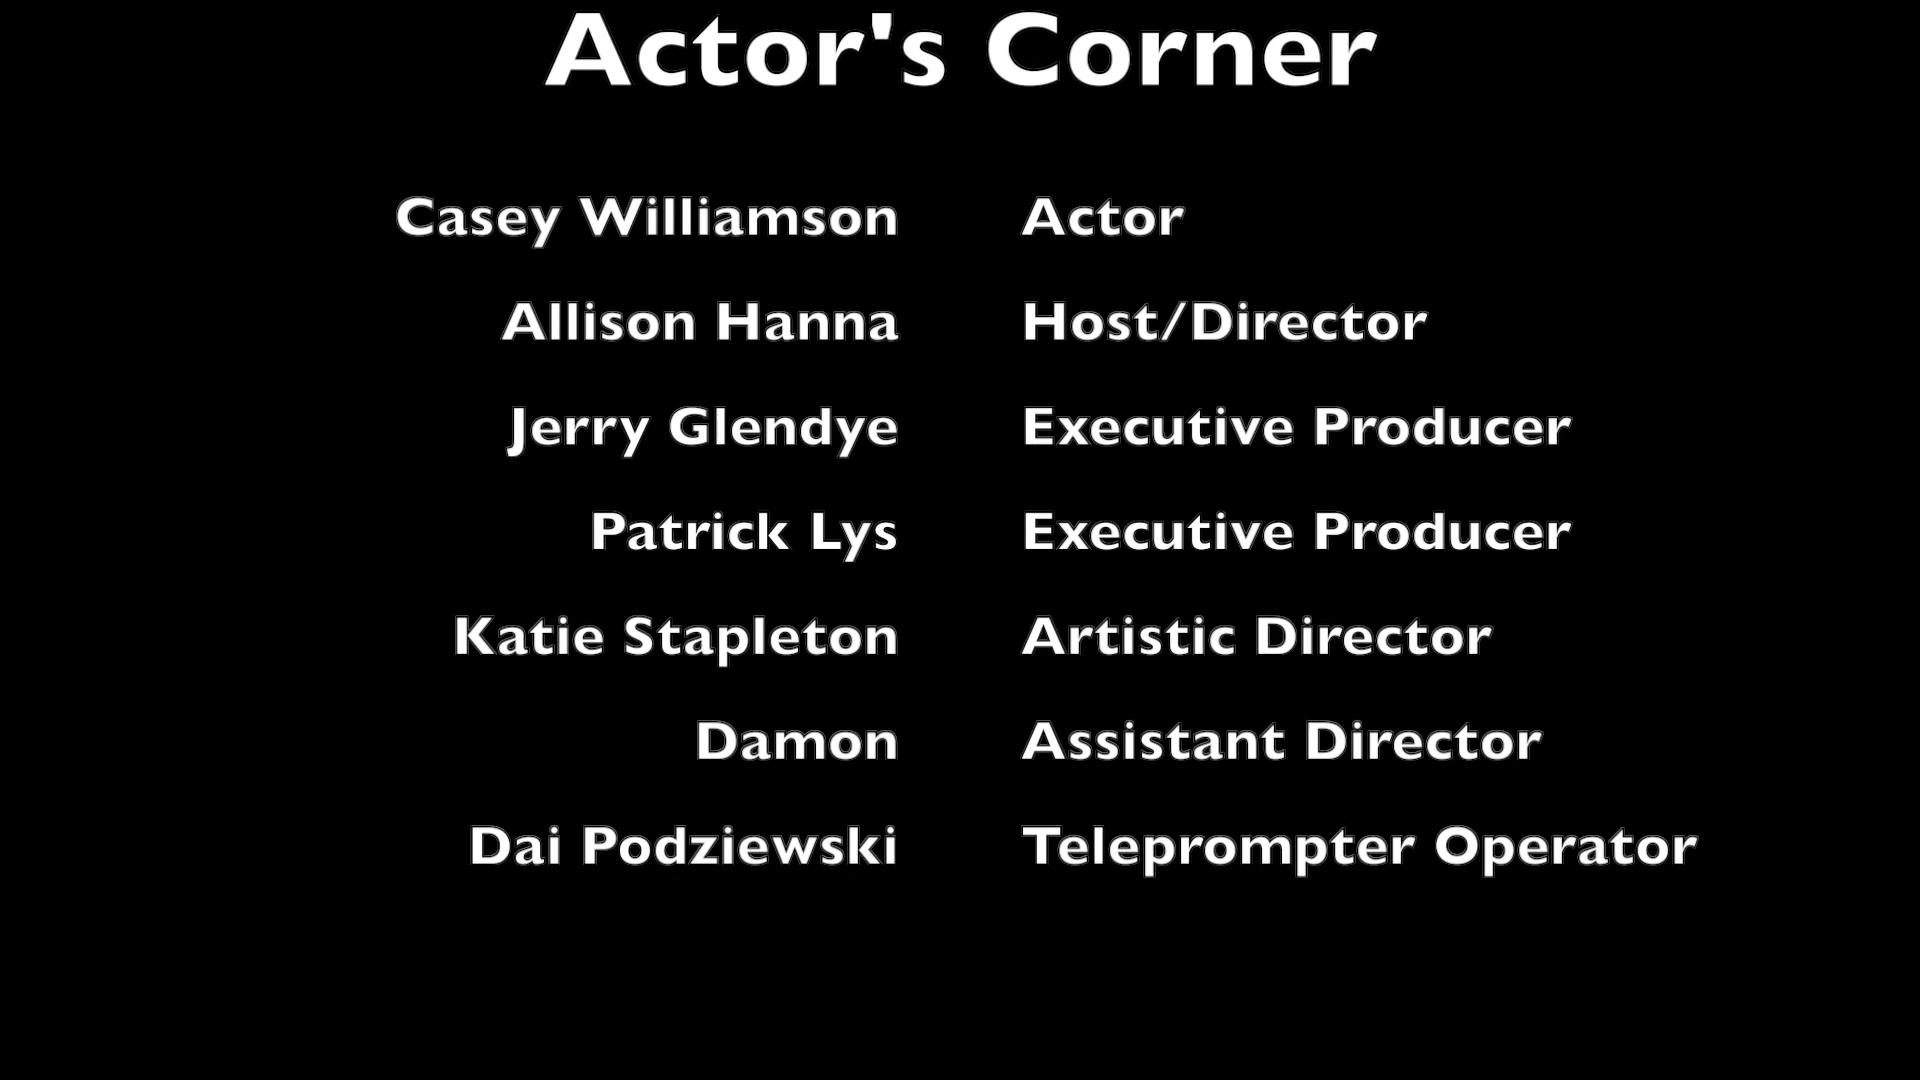 Actor's Corner
Casey Williamson Actor
Allison Hanna Host/Director
Jerry Glendye Executive Producer
Patrick Lys Executive Producer
Katie Stapleton Artistic Director
Damon Assistant Director
Dai Podziewski Teleprompter Operator